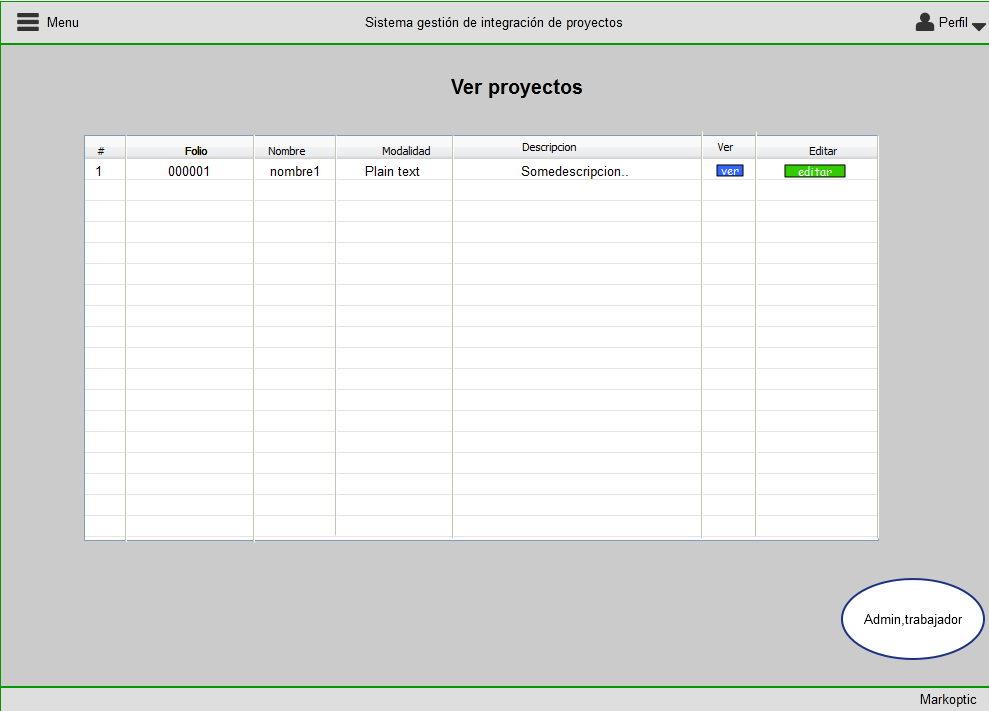 Menu
Sistema gestión de integración de proyectos
Perfil
Ver proyectos
# Folio Nombre Modalidad Descripcion Ver Editar
1 000001 nombre1 Plain text Somedescripcion.. ver editar
Admin,trabajador
Markoptic